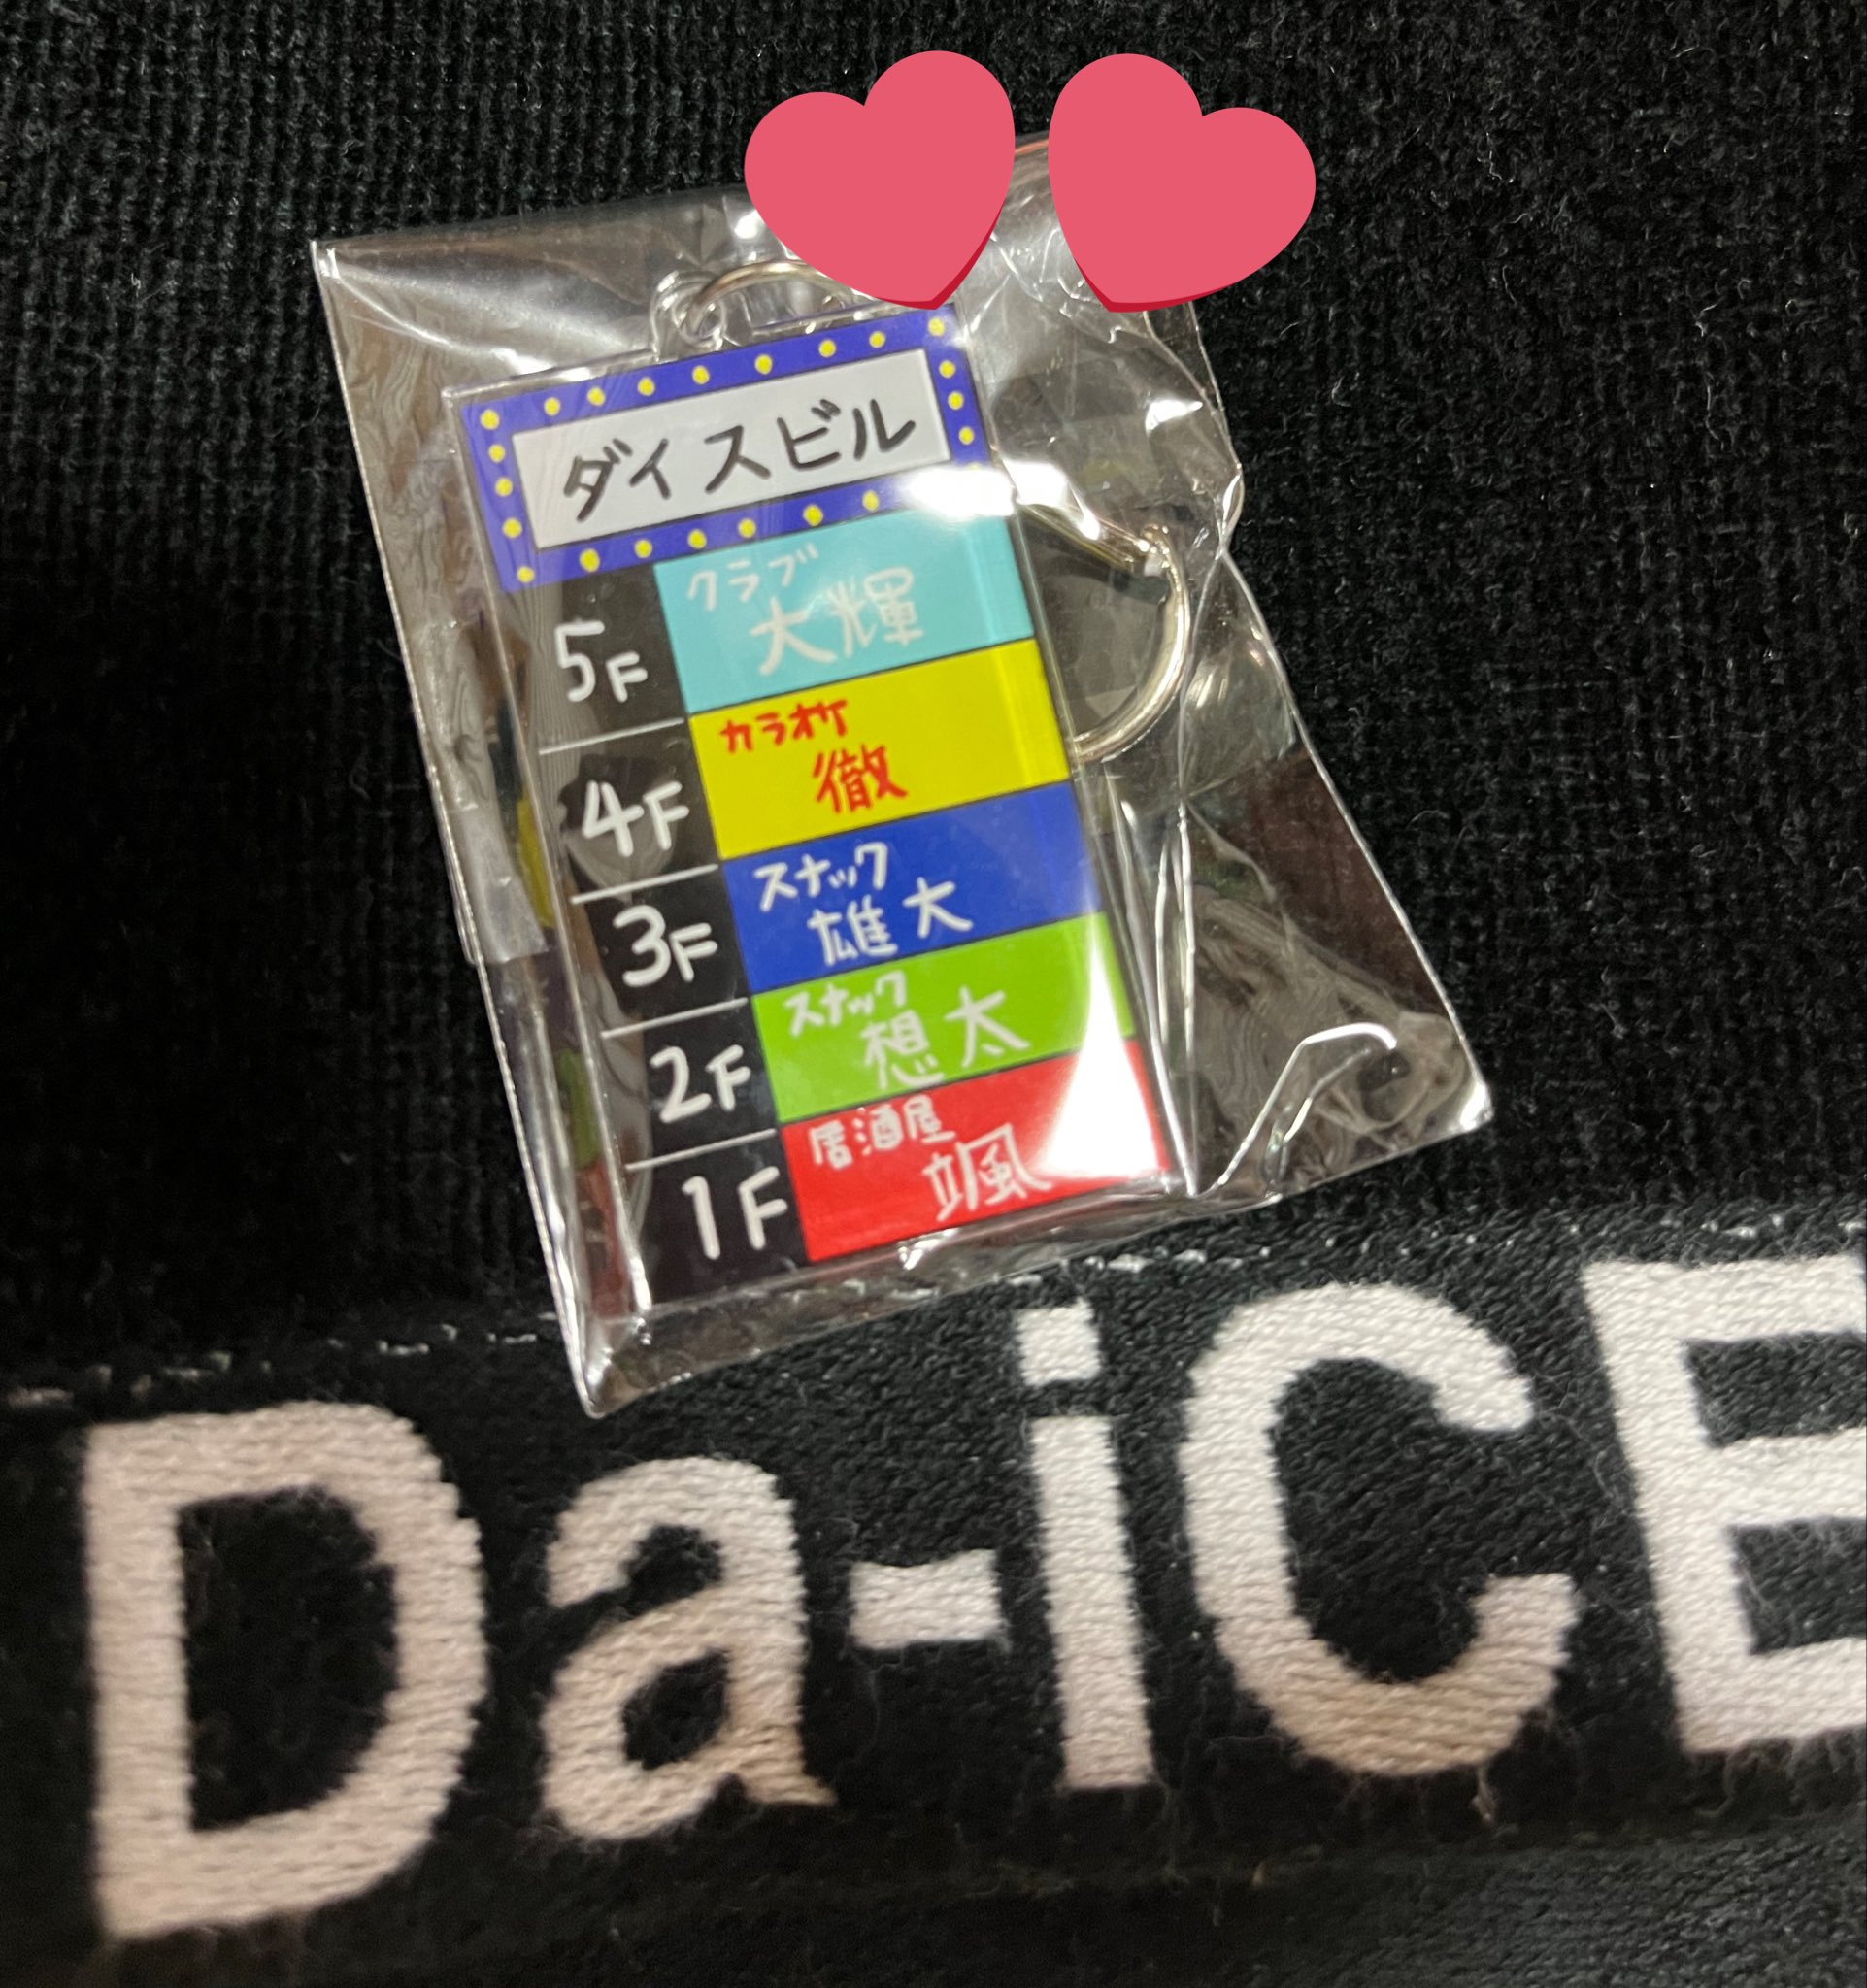 ダイスビル
5F
クラブ
大輝
4F
カラオケ
徹
3F
スナック
雄大
2F
スナック
想太
1F
居酒屋
颯
Da-iCE